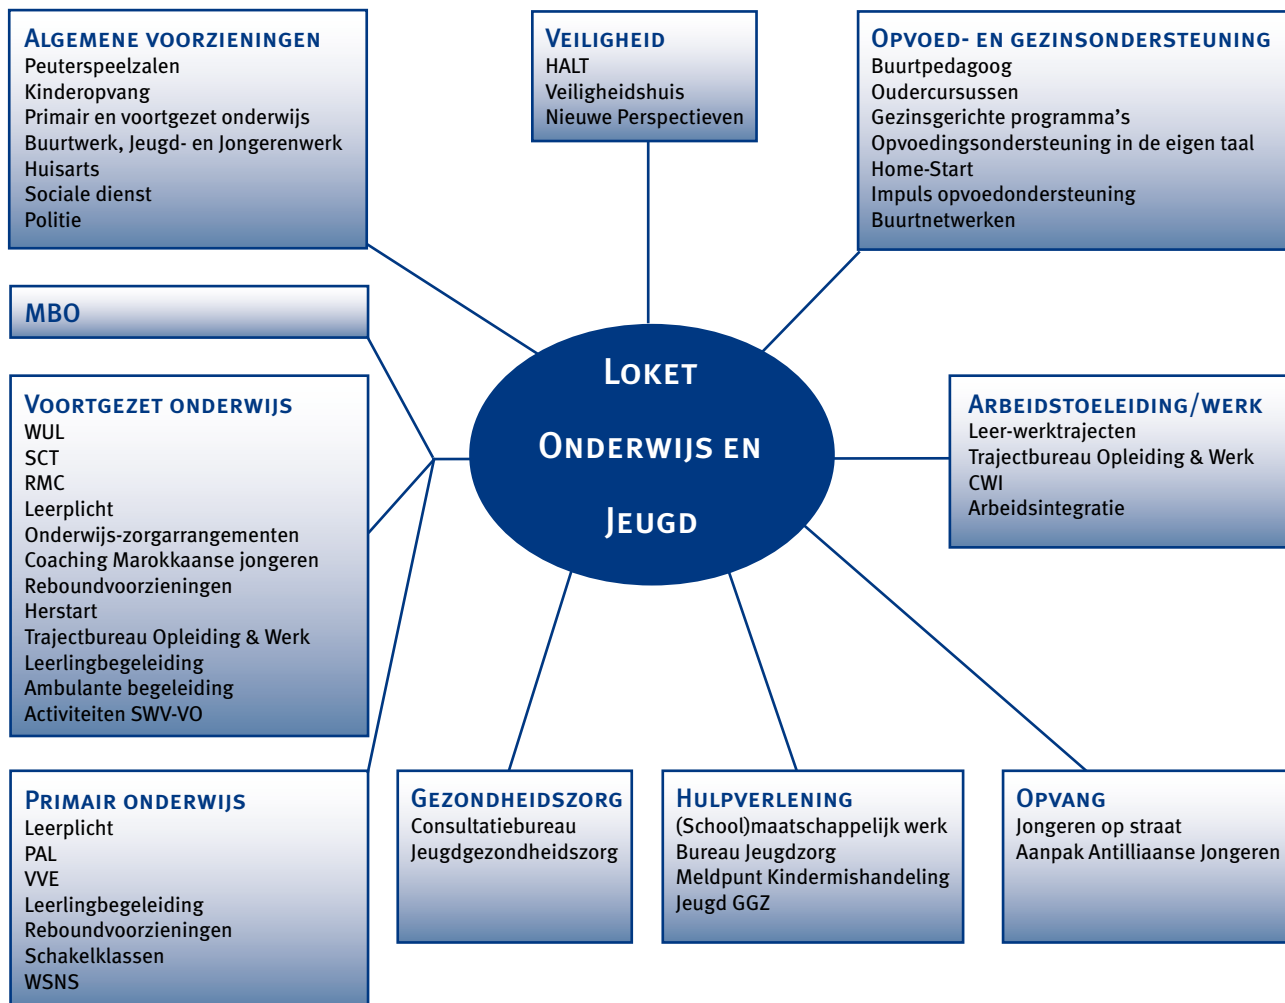 ALGEMENE VOORZIENINGEN
Peuterspeelzalen
Kinderopvang
Primair en voortgezet onderwijs
Buurtwerk, Jeugd- en Jongerenwerk
Huisarts
Sociale dienst
Politie
VEILIGHEID
HALT
Veiligheidshuis
Nieuwe Perspectieven
OPVOED- EN GEZINSONDERSTEUNING
Buurtpedagoog
Oudercursussen
Gezinsgerichte programma's
Opvoedingsondersteuning in de eigen taal
Home-Start
Impuls opvoedondersteuning
Buurtnetwerken
MBO
LOKET
ONDERWIJS EN
JEUGD
VOORTGEZET ONDERWIJS
WUL
SCT
RMC
Leerplicht
Onderwijs-zorgarrangementen
Coaching Marokkaanse jongeren
Reboundvoorzieningen
Herstart
Trajectbureau Opleiding & Werk
Leerlingbegeleiding
Ambulante begeleiding
Activiteiten SWV-VO
ARBEIDSTOELEIDING/WERK
Leer-werktrajecten
Trajectbureau Opleiding & Werk
CWI
Arbeidsintegratie
PRIMAIR ONDERWIJS
Leerplicht
PAL
VVE
Leerlingbegeleiding
Reboundvoorzieningen
Schakelklassen
WSNS
GEZONDHEIDSZORG
Consultatiebureau
Jeugdgezondheidszorg
HULPVERLENING
(School)maatschappelijk werk
Bureau Jeugdzorg
Meldpunt Kindermishandeling
Jeugd GGZ
OPVANG
Jongeren op straat
Aanpak Antilliaanse Jongeren